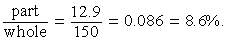 part/whole = 12.9/150 = 0.086 = 8.6%.